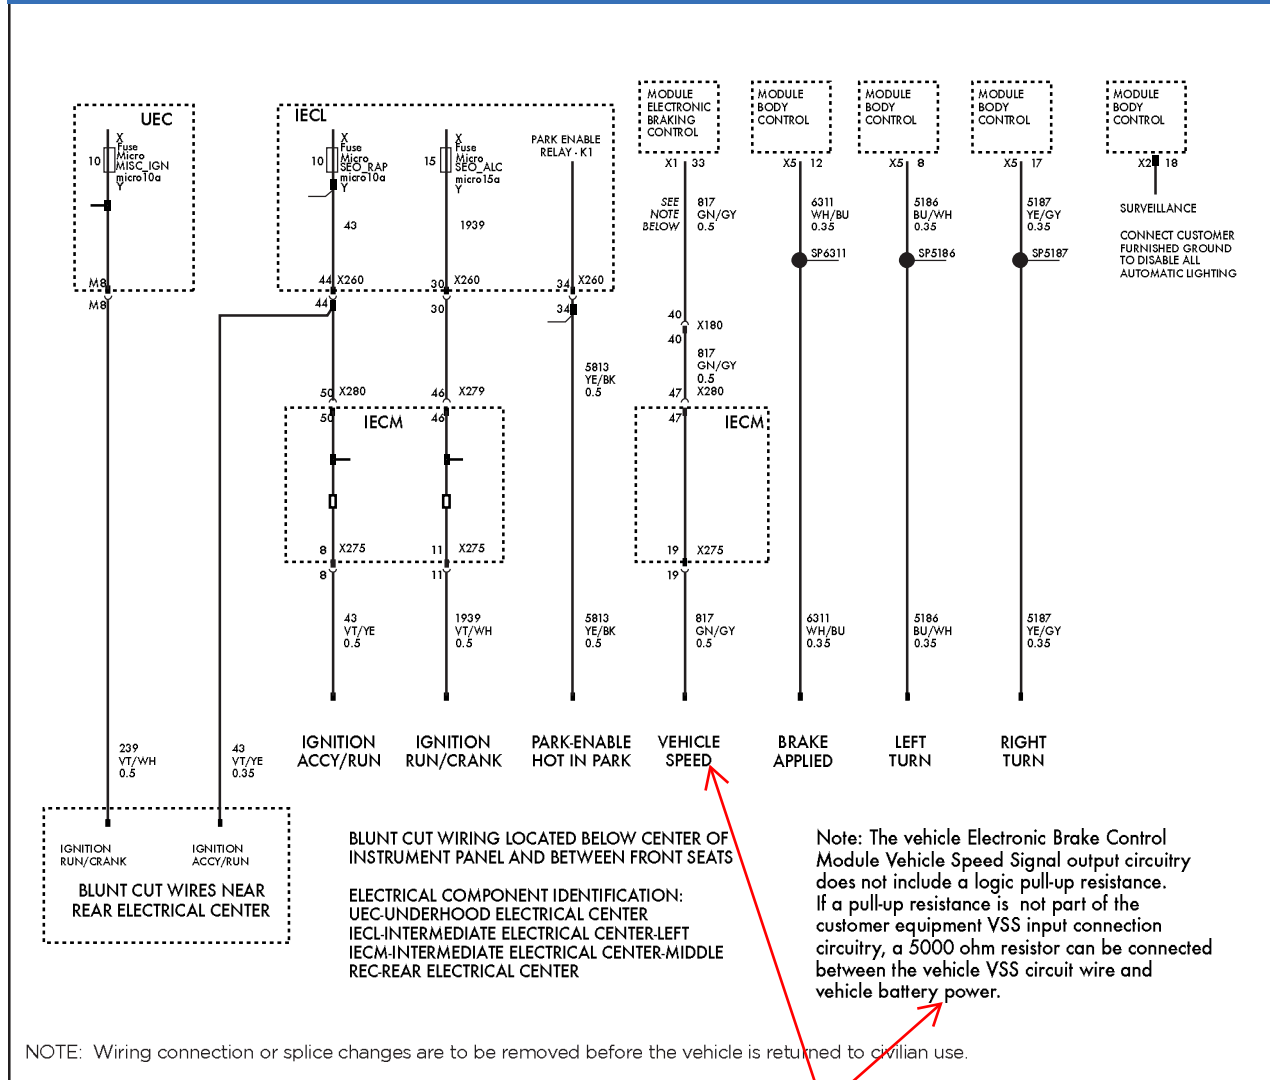 UEC
X
Fuse
Micro
MISC_IGN
micro10a
Y
10
M8
M8
IECL
X
Fuse
Micro
SEO_RAP
micro10a
Y
10
43
44 X260
44
X
Fuse
Micro
SEO_ALC
micro15a
Y
15
1939
30 X260
30
PARK ENABLE
RELAY - K1
34 X260
34
5813
YE/BK
0.5
50 X280
50
46 X279
46
IECM
8 X275
8
11 X275
11
43
VT/YE
0.5
1939
VT/WH
0.5
5813
YE/BK
0.5
MODULE
ELECTRONIC
BRAKING
CONTROL
X1 33
SEE
NOTE
BELOW
817
GN/GY
0.5
40
X180
40
817
GN/GY
0.5
47 X280
47
IECM
19 X275
19
817
GN/GY
0.5
MODULE
BODY
CONTROL
X5 12
6311
WH/BU
0.35
SP6311
6311
WH/BU
0.35
MODULE
BODY
CONTROL
X5 8
5186
BU/WH
0.35
SP5186
5186
BU/WH
0.35
MODULE
BODY
CONTROL
X5 17
5187
YE/GY
0.35
SP5187
5187
YE/GY
0.35
MODULE
BODY
CONTROL
X2 18
SURVEILLANCE
CONNECT CUSTOMER
FURNISHED GROUND
TO DISABLE ALL
AUTOMATIC LIGHTING
IGNITION
ACCY/RUN
IGNITION
RUN/CRANK
PARK-ENABLE
HOT IN PARK
VEHICLE
SPEED
BRAKE
APPLIED
LEFT
TURN
RIGHT
TURN
239
VT/WH
0.5
43
VT/YE
0.35
IGNITION
RUN/CRANK
IGNITION
ACCY/RUN
BLUNT CUT WIRES NEAR
REAR ELECTRICAL CENTER
BLUNT CUT WIRING LOCATED BELOW CENTER OF
INSTRUMENT PANEL AND BETWEEN FRONT SEATS
ELECTRICAL COMPONENT IDENTIFICATION:
UEC-UNDERHOOD ELECTRICAL CENTER
IECL-INTERMEDIATE ELECTRICAL CENTER-LEFT
IECM-INTERMEDIATE ELECTRICAL CENTER-MIDDLE
REC-REAR ELECTRICAL CENTER
Note: The vehicle Electronic Brake Control
Module Vehicle Speed Signal output circuitry
does not include a logic pull-up resistance.
If a pull-up resistance is not part of the
customer equipment VSS input connection
circuitry, a 5000 ohm resistor can be connected
between the vehicle VSS circuit wire and
vehicle battery power.
NOTE: Wiring connection or splice changes are to be removed before the vehicle is returned to civilian use.